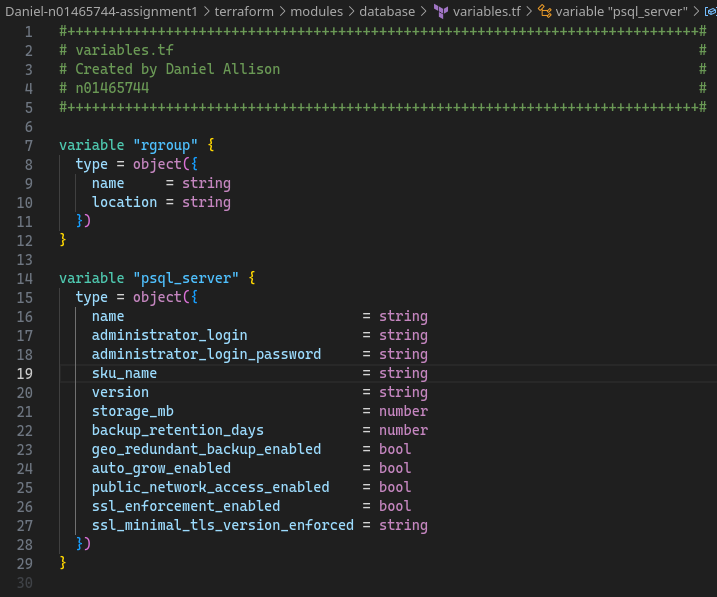 Daniel-n01465744-assignment1 > terraform > modules > database > variables.tf > variable "psql_server" >
1 #++++++++++++++++++++++++++++++++++++++++++++++++++++++++++++++++++++++++++++#
2 # variables.tf #
3 # Created by Daniel Allison #
4 # n01465744 #
5 #++++++++++++++++++++++++++++++++++++++++++++++++++++++++++++++++++++++++++++#
6
7 variable "rgroup" {
8 type = object({
9 name     = string
10 location = string
11 })
12 }
13
14 variable "psql_server" {
15 type = object({
16 name                             = string
17 administrator_login              = string
18 administrator_login_password     = string
19 sku_name                         = string
20 version                          = string
21 storage_mb                       = number
22 backup_retention_days            = number
23 geo_redundant_backup_enabled     = bool
24 auto_grow_enabled                = bool
25 public_network_access_enabled    = bool
26 ssl_enforcement_enabled          = bool
27 ssl_minimal_tls_version_enforced = string
28 })
29 }
30